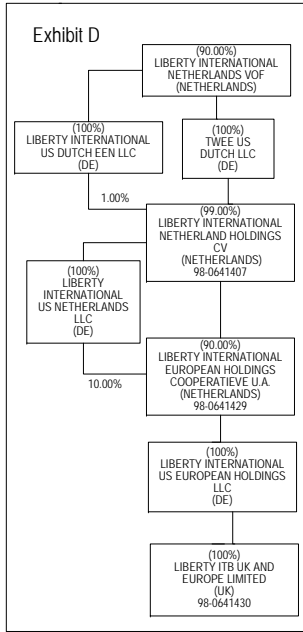 Exhibit D
(90.00%)
LIBERTY INTERNATIONAL
NETHERLANDS VOF
(NETHERLANDS)
(100%)
LIBERTY INTERNATIONAL
US DUTCH EEN LLC
(DE)
(100%)
TWEE US
DUTCH LLC
(DE)
1.00%
(99.00%)
LIBERTY INTERNATIONAL
NETHERLAND HOLDINGS
CV
(NETHERLANDS)
98-0641407
(100%)
LIBERTY
INTERNATIONAL
US NETHERLANDS
LLC
(DE)
10.00%
(90.00%)
LIBERTY INTERNATIONAL
EUROPEAN HOLDINGS
COOPERATIEVE U.A.
(NETHERLANDS)
98-0641429
(100%)
LIBERTY INTERNATIONAL
US EUROPEAN HOLDINGS
LLC
(DE)
(100%)
LIBERTY ITB UK AND
EUROPE LIMITED
(UK)
98-0641430